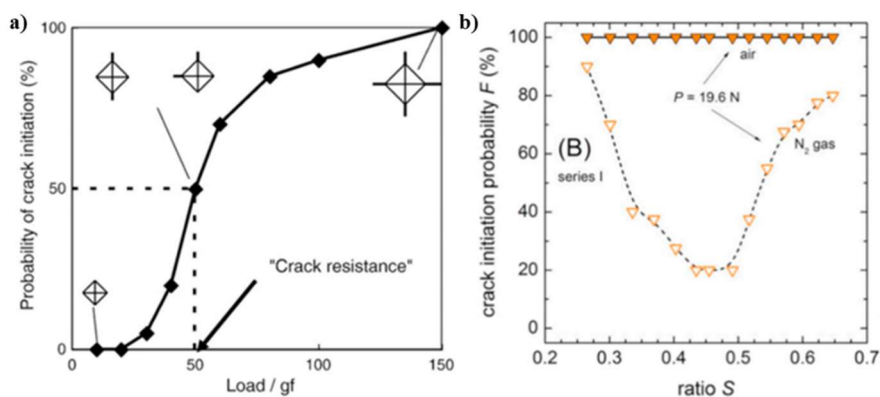 a)
Probability of crack initiation (%)
100
50
0
"Crack resistance"
0
50
100
150
Load / gf
b)
crack initiation probability F (%)
100
80
60
40
20
0
air
P = 19.6 N
(B)
series I
N₂ gas
0.2
0.3
0.4
0.5
0.6
0.7
ratio S